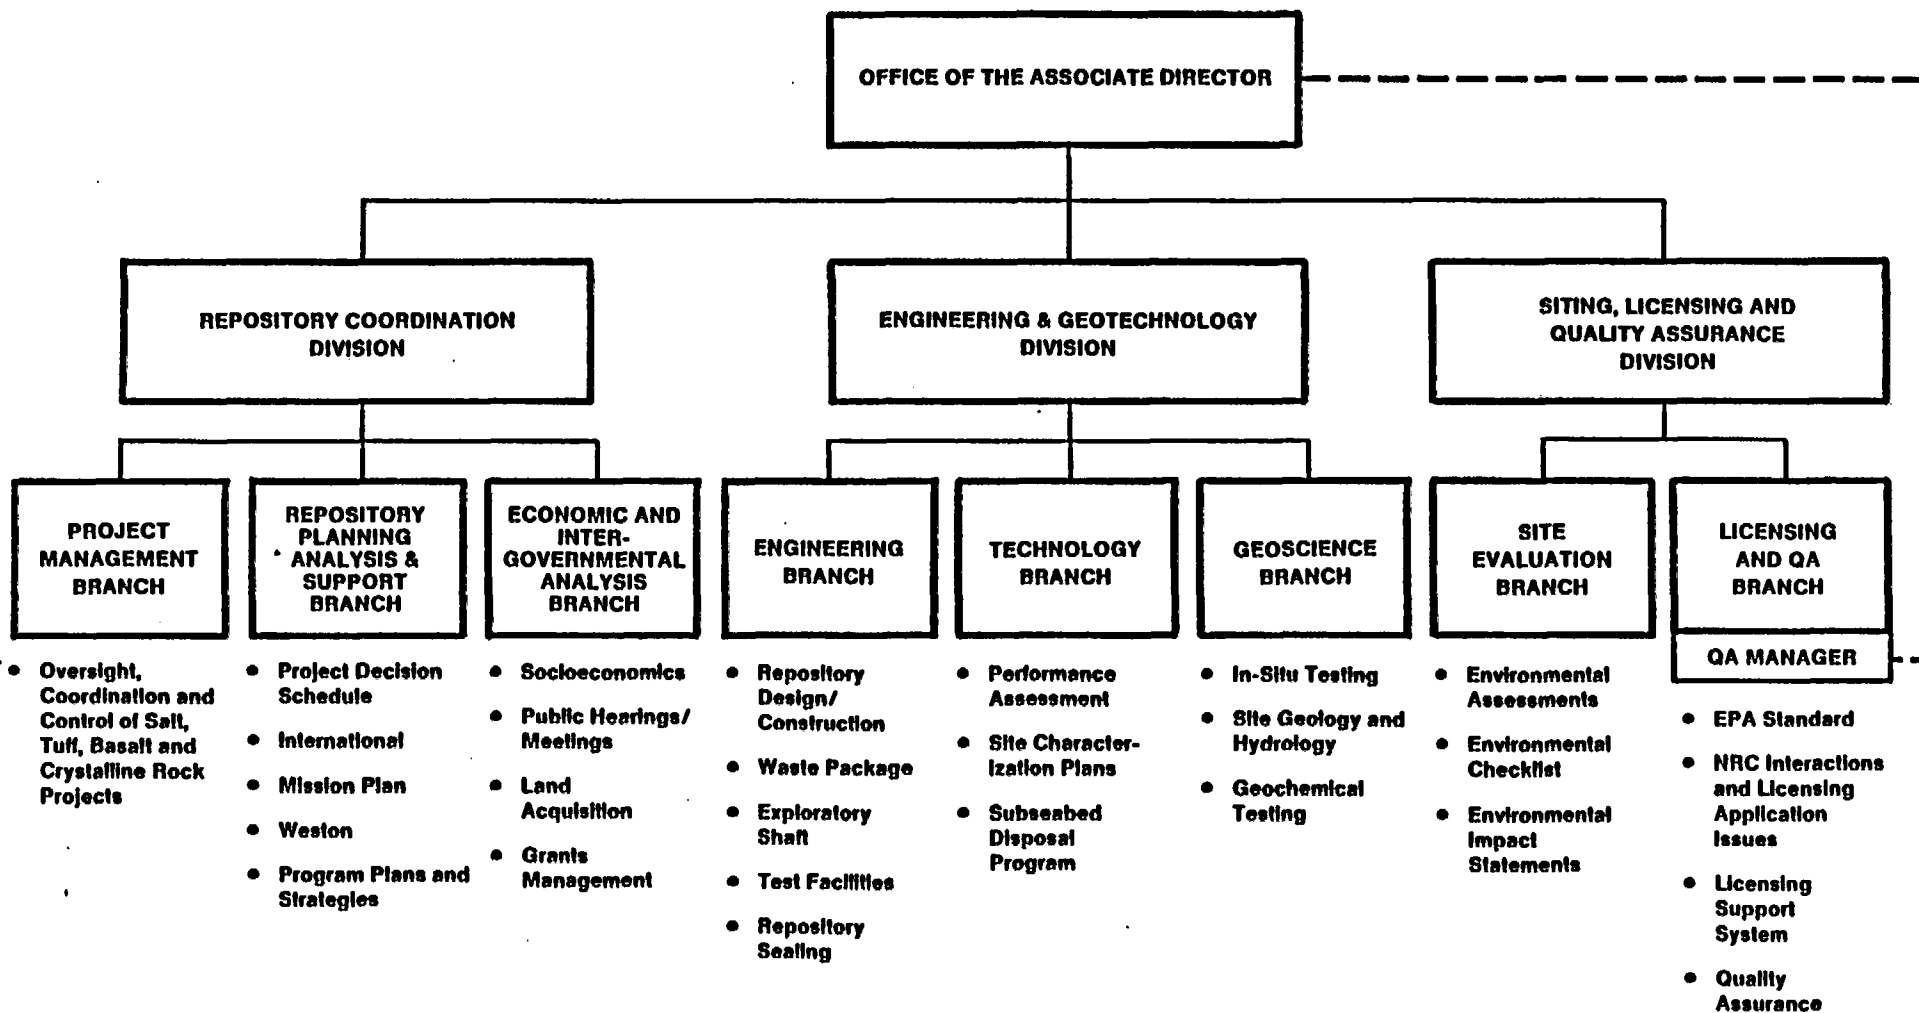 OFFICE OF THE ASSOCIATE DIRECTOR
REPOSITORY COORDINATION
DIVISION
ENGINEERING & GEOTECHNOLOGY
DIVISION
SITING, LICENSING AND
QUALITY ASSURANCE
DIVISION
PROJECT
MANAGEMENT
BRANCH
• Oversight,
Coordination and
Control of Salt,
Tuff, Basalt and
Crystalline Rock
Projects
REPOSITORY
PLANNING
ANALYSIS &
SUPPORT
BRANCH
• Project Decision
Schedule
• International
• Mission Plan
• Weston
• Program Plans and
Strategies
ECONOMIC AND
INTER-
GOVERNMENTAL
ANALYSIS
BRANCH
• Socioeconomics
• Public Hearings/
Meetings
• Land
Acquisition
• Grants
Management
ENGINEERING
BRANCH
• Repository
Design/
Construction
• Waste Package
• Exploratory
Shaft
• Test Facilities
• Repository
Sealing
TECHNOLOGY
BRANCH
• Performance
Assessment
• Site Character-
ization Plans
• Subseabed
Disposal
Program
GEOSCIENCE
BRANCH
• In-Situ Testing
• Site Geology and
Hydrology
• Geochemical
Testing
SITE
EVALUATION
BRANCH
• Environmental
Assessments
• Environmental
Checklist
• Environmental
Impact
Statements
LICENSING
AND QA
BRANCH
QA MANAGER
• EPA Standard
• NRC Interactions
and Licensing
Application
Issues
• Licensing
Support
System
• Quality
Assurance